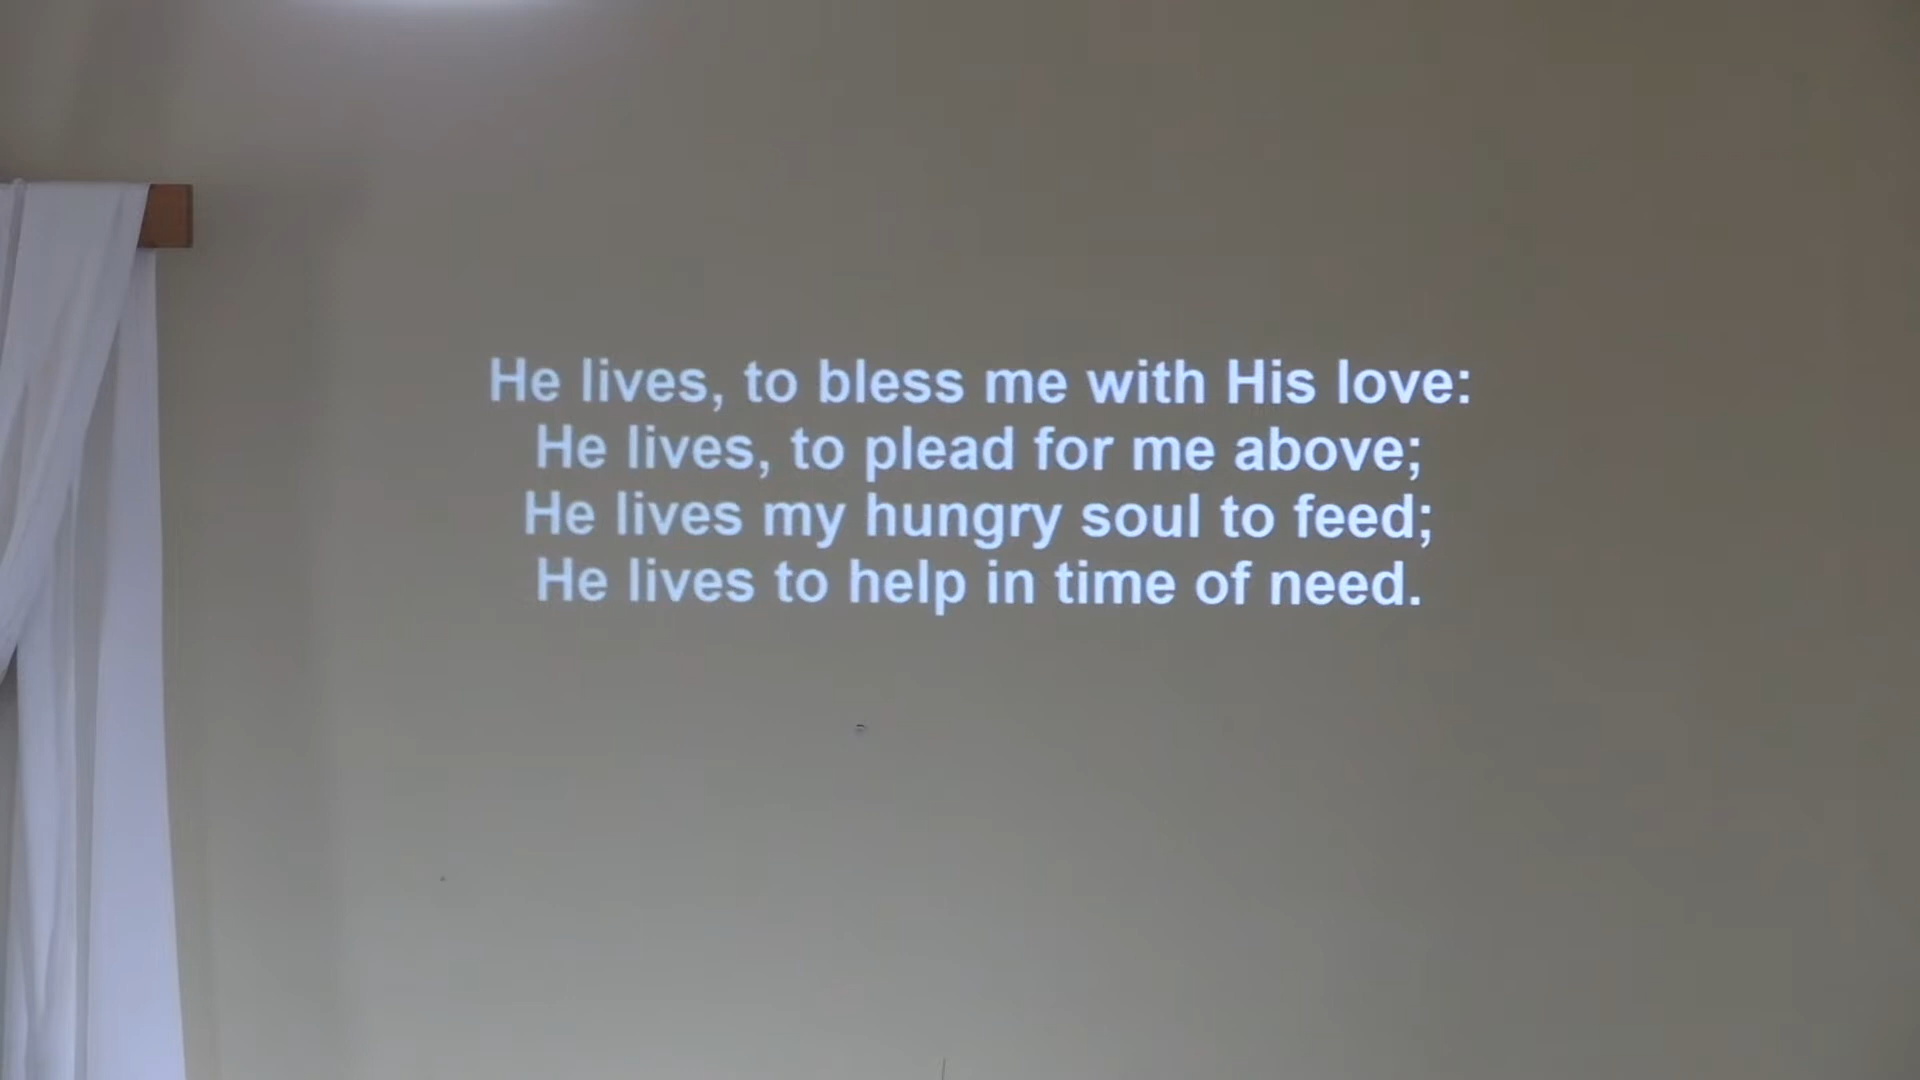 He lives, to bless me with His love:
He lives, to plead for me above;
He lives my hungry soul to feed;
He lives to help in time of need.